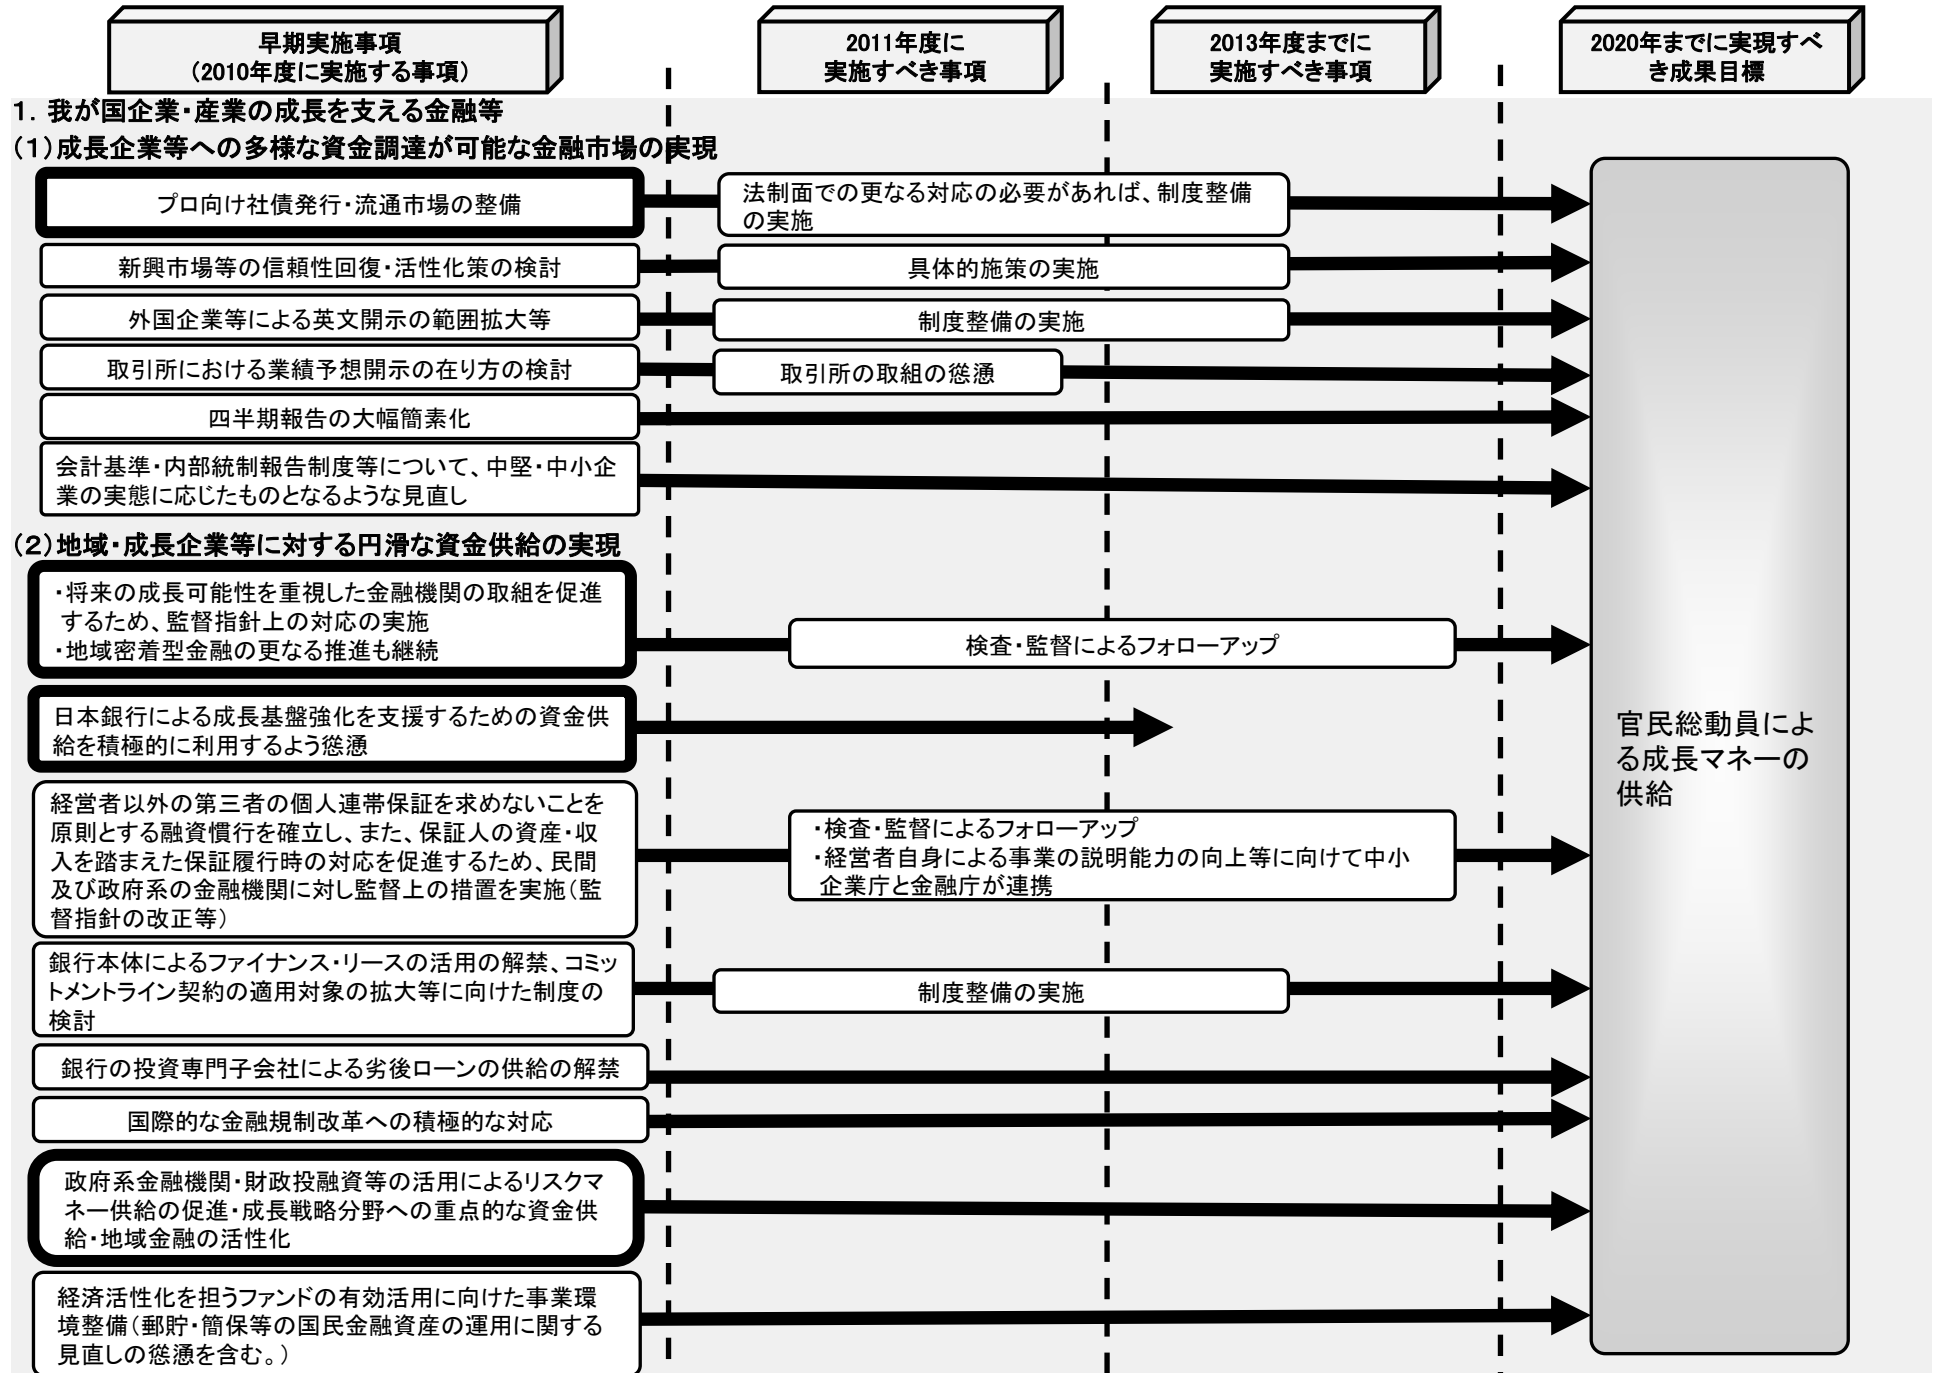 早期実施事項
（2010年度に実施する事項）
2011年度に
実施すべき事項
2013年度までに
実施すべき事項
2020年までに実現すべ
き成果目標
１．我が国企業・産業の成長を支える金融等
（１）成長企業等への多様な資金調達が可能な金融市場の実現
プロ向け社債発行・流通市場の整備
法制面での更なる対応の必要があれば、制度整備
の実施
新興市場等の信頼性回復・活性化策の検討
具体的施策の実施
外国企業等による英文開示の範囲拡大等
制度整備の実施
取引所における業績予想開示の在り方の検討
取引所の取組の慫慂
四半期報告の大幅簡素化
会計基準・内部統制報告制度等について、中堅・中小企
業の実態に応じたものとなるような見直し
（２）地域・成長企業等に対する円滑な資金供給の実現
・将来の成長可能性を重視した金融機関の取組を促進
するため、監督指針上の対応の実施
・地域密着型金融の更なる推進も継続
検査・監督によるフォローアップ
日本銀行による成長基盤強化を支援するための資金供
給を積極的に利用するよう慫慂
経営者以外の第三者の個人連帯保証を求めないことを
原則とする融資慣行を確立し、また、保証人の資産・収
入を踏まえた保証履行時の対応を促進するため、民間
及び政府系の金融機関に対し監督上の措置を実施（監
督指針の改正等）
・検査・監督によるフォローアップ
・経営者自身による事業の説明能力の向上等に向けて中小
企業庁と金融庁が連携
銀行本体によるファイナンス・リースの活用の解禁、コミッ
トメントライン契約の適用対象の拡大等に向けた制度の
検討
制度整備の実施
銀行の投資専門子会社による劣後ローンの供給の解禁
国際的な金融規制改革への積極的な対応
政府系金融機関・財政投融資等の活用によるリスクマ
ネー供給の促進・成長戦略分野への重点的な資金供
給・地域金融の活性化
経済活性化を担うファンドの有効活用に向けた事業環
境整備（郵貯・簡保等の国民金融資産の運用に関する
見直しの慫慂を含む。）
官民総動員によ
る成長マネーの
供給